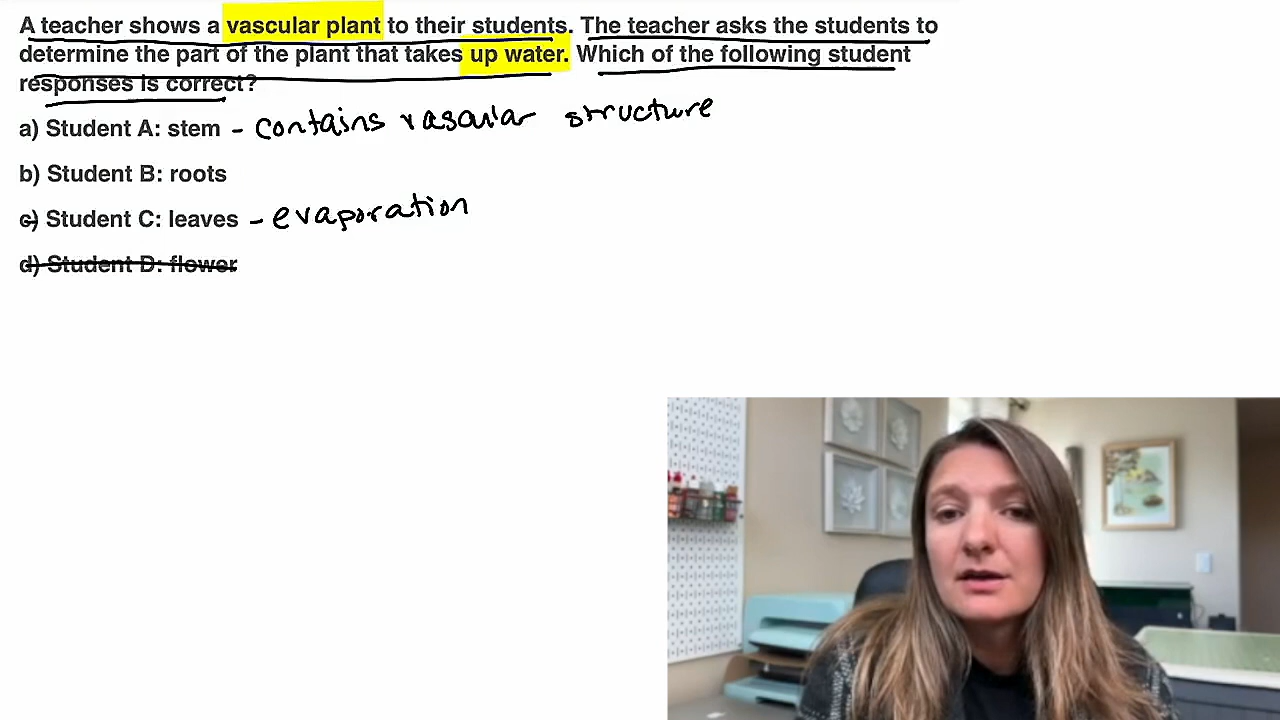 A teacher shows a vascular plant to their students. The teacher asks the students to
determine the part of the plant that takes up water. Which of the following student
responses is correct?
a) Student A: stem - contains vascular structure
b) Student B: roots
c) Student C: leaves - evaporation
d) Student D: flower